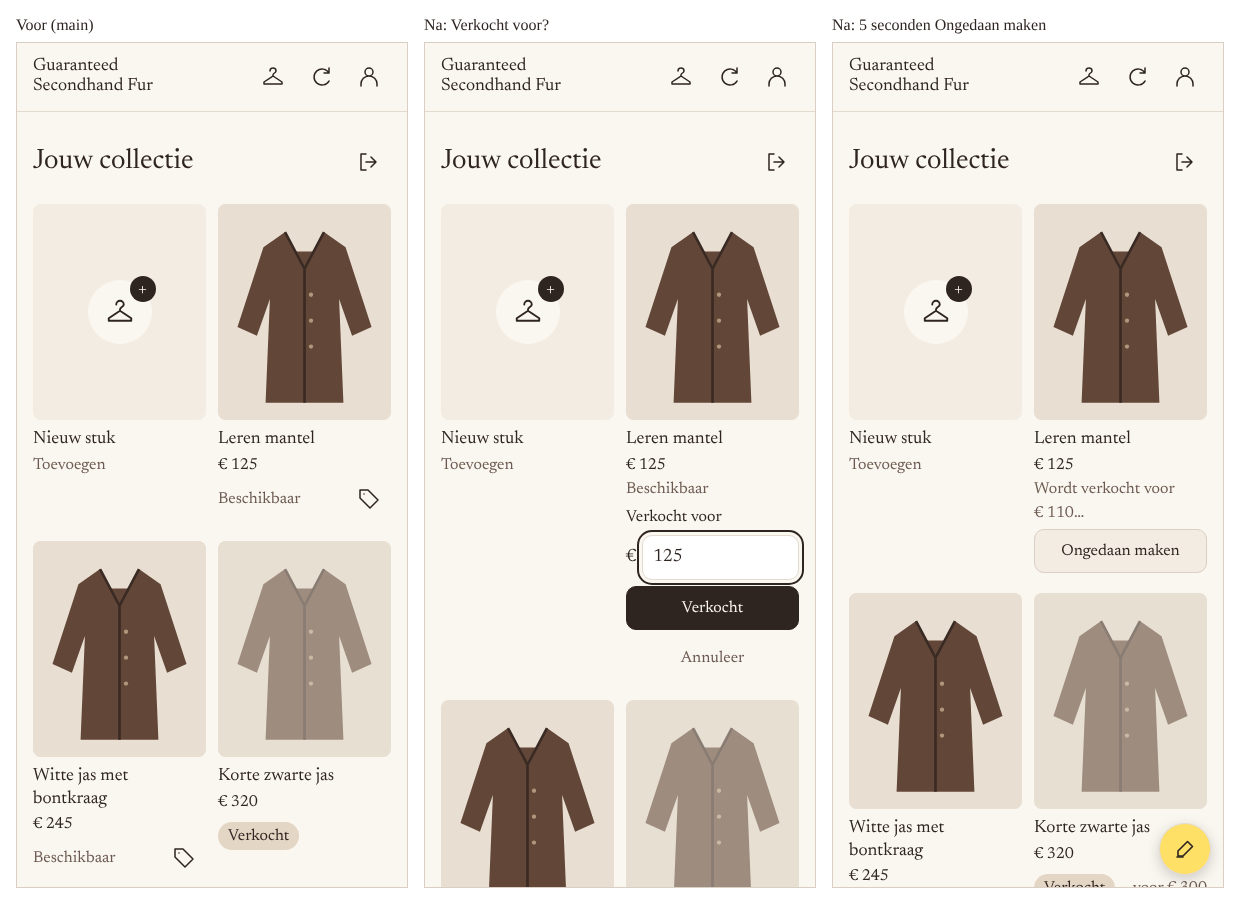 Voor (main)
Guaranteed
Secondhand Fur
Jouw collectie
+
Nieuw stuk
Toevoegen
Leren mantel
€ 125
Beschikbaar
Witte jas met
bontkraag
€ 245
Beschikbaar
Korte zwarte jas
€ 320
Verkocht
Na: Verkocht voor?
Guaranteed
Secondhand Fur
Jouw collectie
+
Nieuw stuk
Toevoegen
Leren mantel
€ 125
Beschikbaar
Verkocht voor
€ 125
Verkocht
Annuleer
Na: 5 seconden Ongedaan maken
Guaranteed
Secondhand Fur
Jouw collectie
+
Nieuw stuk
Toevoegen
Leren mantel
€ 125
Wordt verkocht voor
€ 110...
Ongedaan maken
Witte jas met
bontkraag
€ 245
Korte zwarte jas
€ 320
Verkocht voor € 300